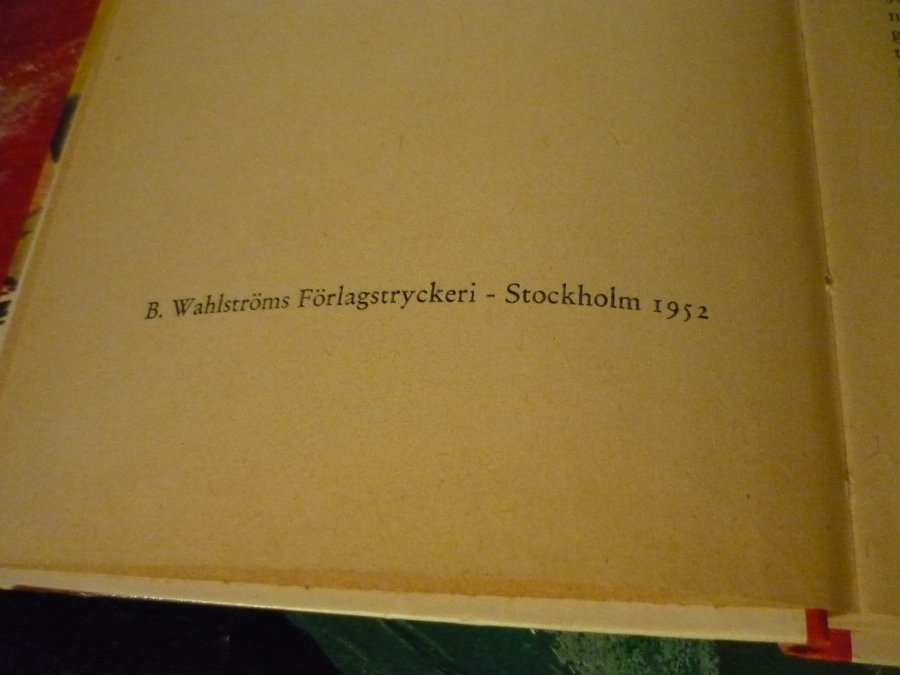 B. Wahlströms Förlagstryckeri - Stockholm 1952